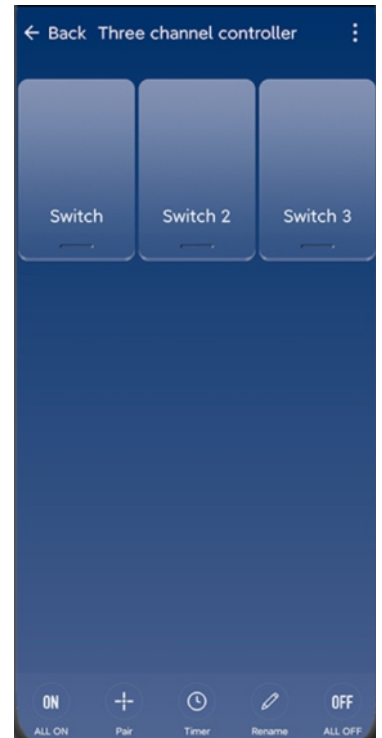 Back Three channel controller
Switch Switch 2 Switch 3
ON OFF
ALL ON Pair Timer Rename ALL OFF